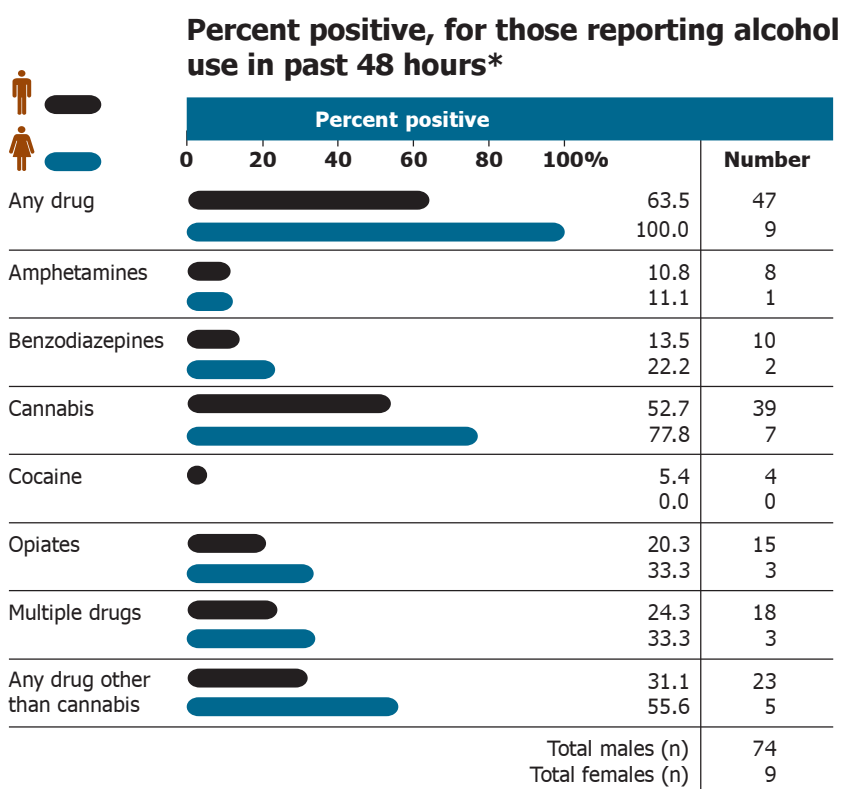 Percent positive, for those reporting alcohol
use in past 48 hours*
Percent positive
0 20 40 60 80 100% Number
Any drug 63.5 47
100.0 9
Amphetamines 10.8 8
11.1 1
Benzodiazepines 13.5 10
22.2 2
Cannabis 52.7 39
77.8 7
Cocaine 5.4 4
0.0 0
Opiates 20.3 15
33.3 3
Multiple drugs 24.3 18
33.3 3
Any drug other 31.1 23
than cannabis 55.6 5
Total males (n) 74
Total females (n) 9